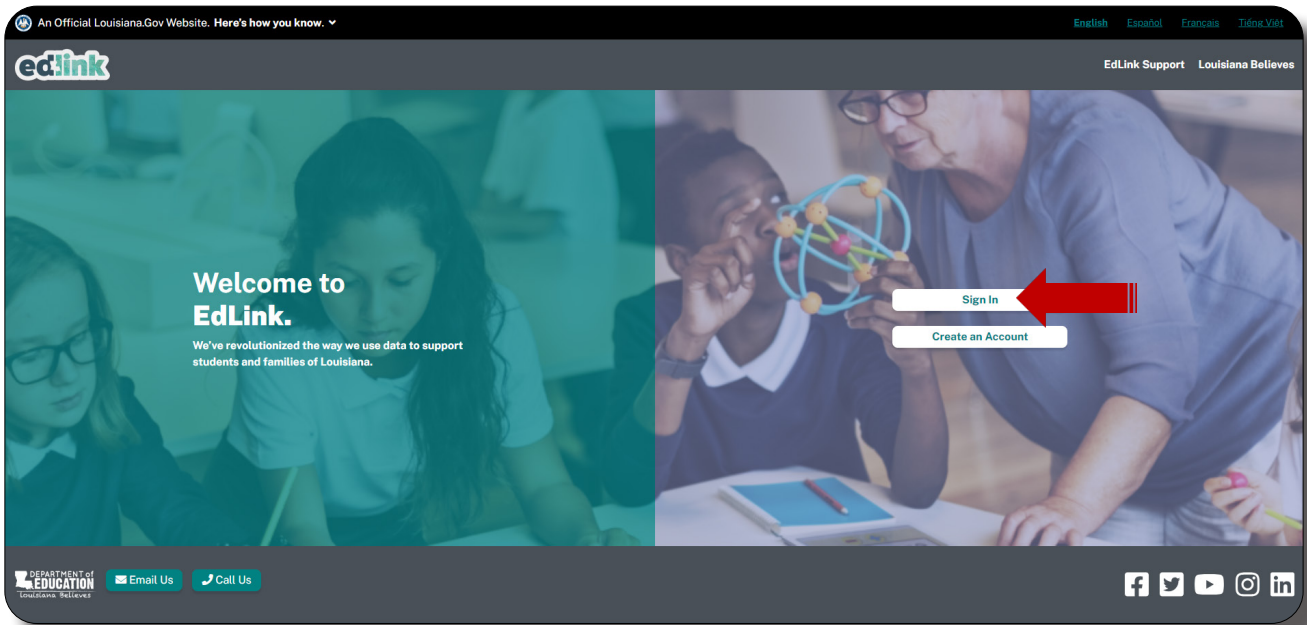 An Official Louisiana.Gov Website. Here's how you know.
English Español Français Tiếng Việt
edlink
EdLink Support Louisiana Believes
Welcome to
EdLink.
We've revolutionized the way we use data to support
students and families of Louisiana.
Sign In
Create an Account
DEPARTMENT of
EDUCATION
Louisiana Believes
Email Us
Call Us